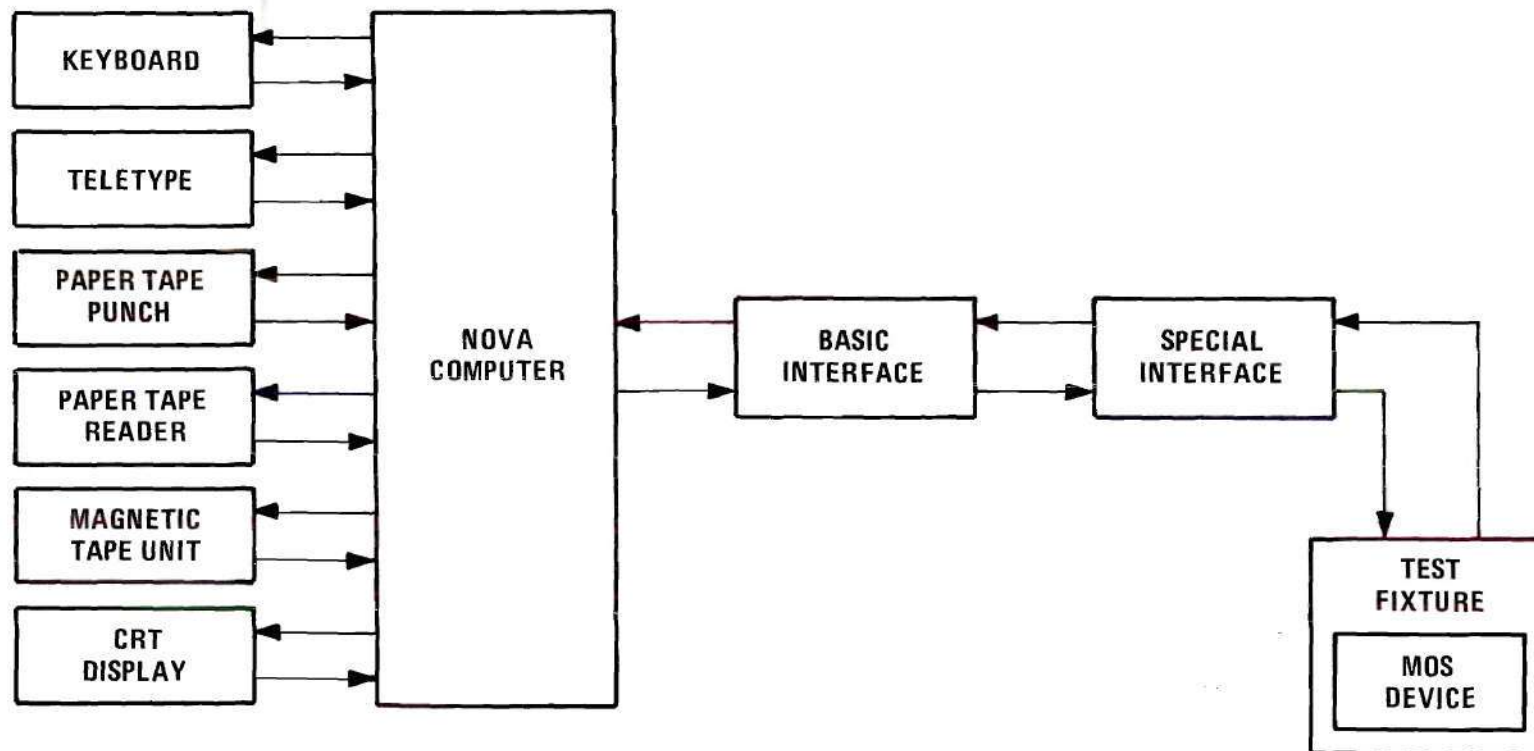 KEYBOARD
TELETYPE
PAPER TAPE
PUNCH
PAPER TAPE
READER
MAGNETIC
TAPE UNIT
CRT
DISPLAY
NOVA
COMPUTER
BASIC
INTERFACE
SPECIAL
INTERFACE
TEST
FIXTURE
MOS
DEVICE